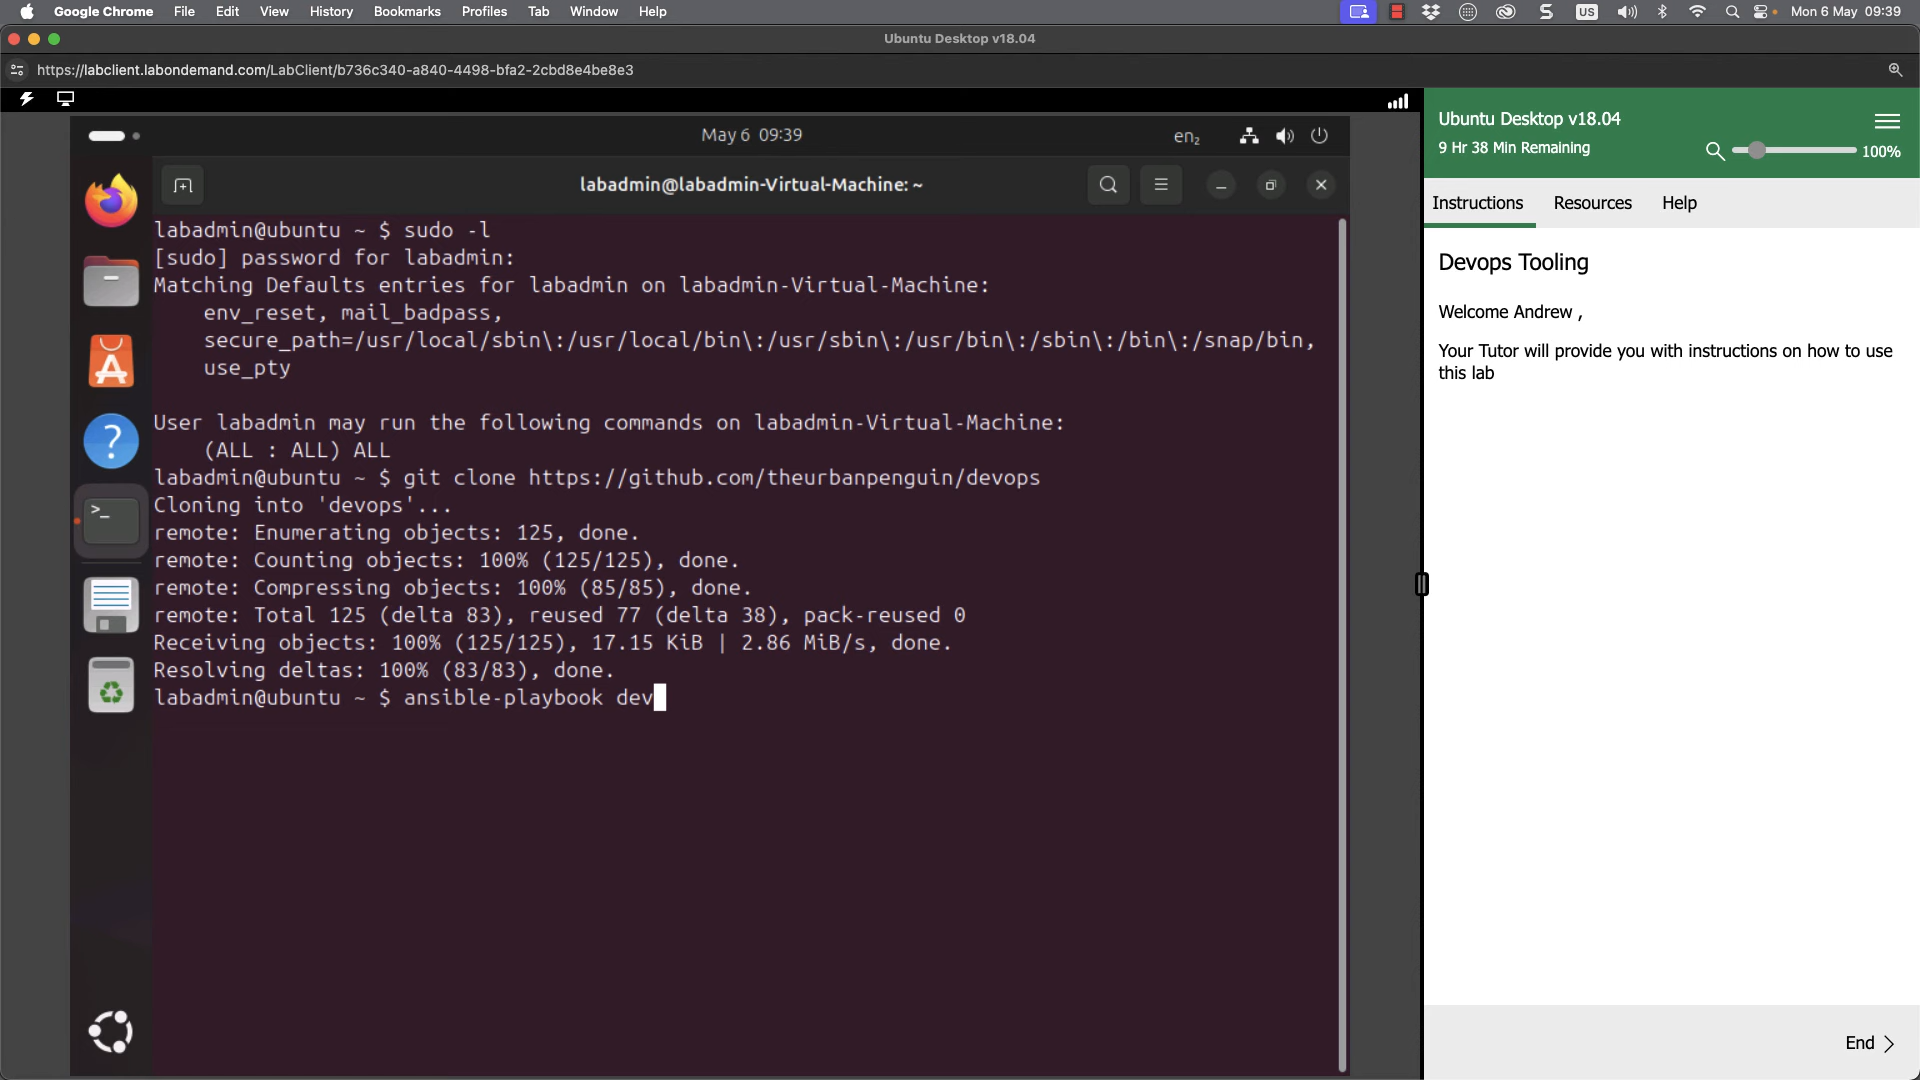 Google Chrome File Edit View History Bookmarks Profiles Tab Window Help US Mon 6 May 09:39
Ubuntu Desktop v18.04
https://labclient.labondemand.com/LabClient/b736c340-a840-4498-bfa2-2cbd8e4be8e3
May 6 09:39 en₂
labadmin@labadmin-Virtual-Machine: ~
labadmin@ubuntu ~ $ sudo -l
[sudo] password for labadmin:
Matching Defaults entries for labadmin on labadmin-Virtual-Machine:
env_reset, mail_badpass,
secure_path=/usr/local/sbin\:/usr/local/bin\:/usr/sbin\:/usr/bin\:/sbin\:/bin\:/snap/bin,
use_pty
User labadmin may run the following commands on labadmin-Virtual-Machine:
(ALL : ALL) ALL
labadmin@ubuntu ~ $ git clone https://github.com/theurbanpenguin/devops
Cloning into 'devops'...
remote: Enumerating objects: 125, done.
remote: Counting objects: 100% (125/125), done.
remote: Compressing objects: 100% (85/85), done.
remote: Total 125 (delta 83), reused 77 (delta 38), pack-reused 0
Receiving objects: 100% (125/125), 17.15 KiB | 2.86 MiB/s, done.
Resolving deltas: 100% (83/83), done.
labadmin@ubuntu ~ $ ansible-playbook dev
Ubuntu Desktop v18.04
9 Hr 38 Min Remaining
100%
Instructions Resources Help
Devops Tooling
Welcome Andrew ,
Your Tutor will provide you with instructions on how to use
this lab
End